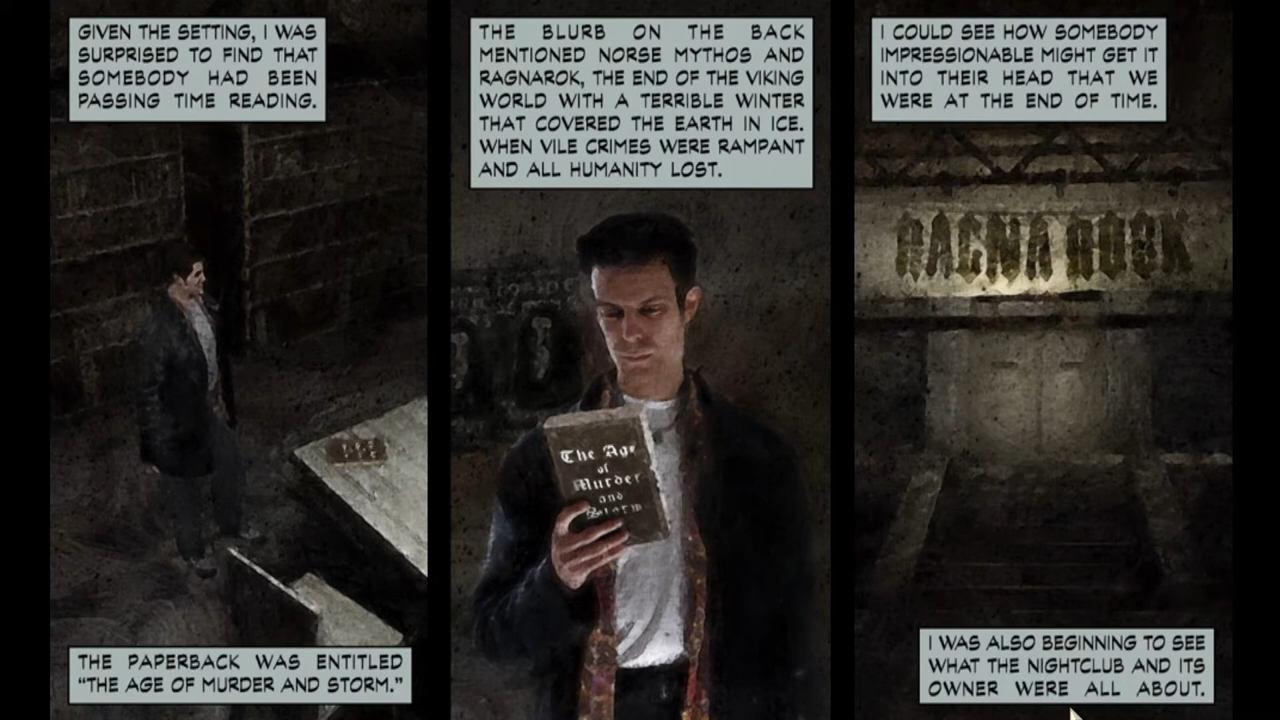 GIVEN THE SETTING, I WAS
SURPRISED TO FIND THAT
SOMEBODY HAD BEEN
PASSING TIME READING.
THE PAPERBACK WAS ENTITLED
“THE AGE OF MURDER AND STORM.”
THE BLURB ON THE BACK
MENTIONED NORSE MYTHOS AND
RAGNAROK, THE END OF THE VIKING
WORLD WITH A TERRIBLE WINTER
THAT COVERED THE EARTH IN ICE.
WHEN VILE CRIMES WERE RAMPANT
AND ALL HUMANITY LOST.
The Age
of
Murder
and
Storm
I COULD SEE HOW SOMEBODY
IMPRESSIONABLE MIGHT GET IT
INTO THEIR HEAD THAT WE
WERE AT THE END OF TIME.
RAGNA ROCK
I WAS ALSO BEGINNING TO SEE
WHAT THE NIGHTCLUB AND ITS
OWNER WERE ALL ABOUT.